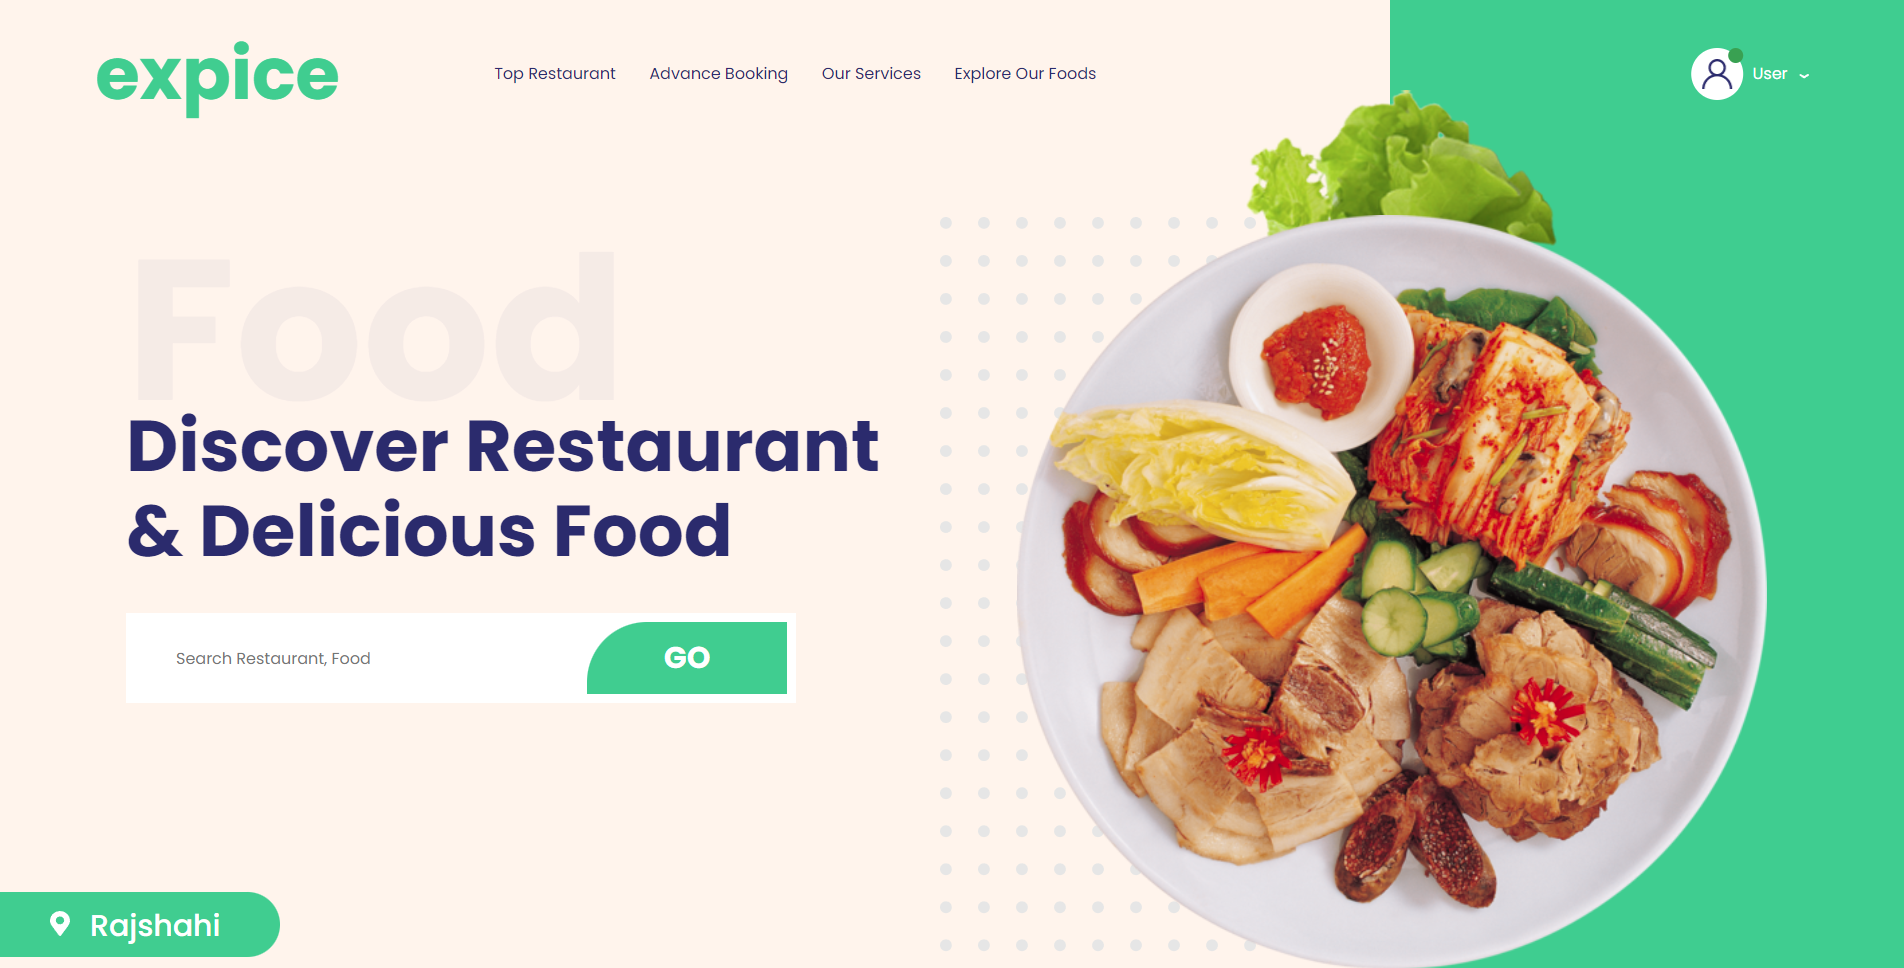 expice
Top Restaurant
Advance Booking
Our Services
Explore Our Foods
User
Food
Discover Restaurant
& Delicious Food
Search Restaurant, Food
GO
Rajshahi